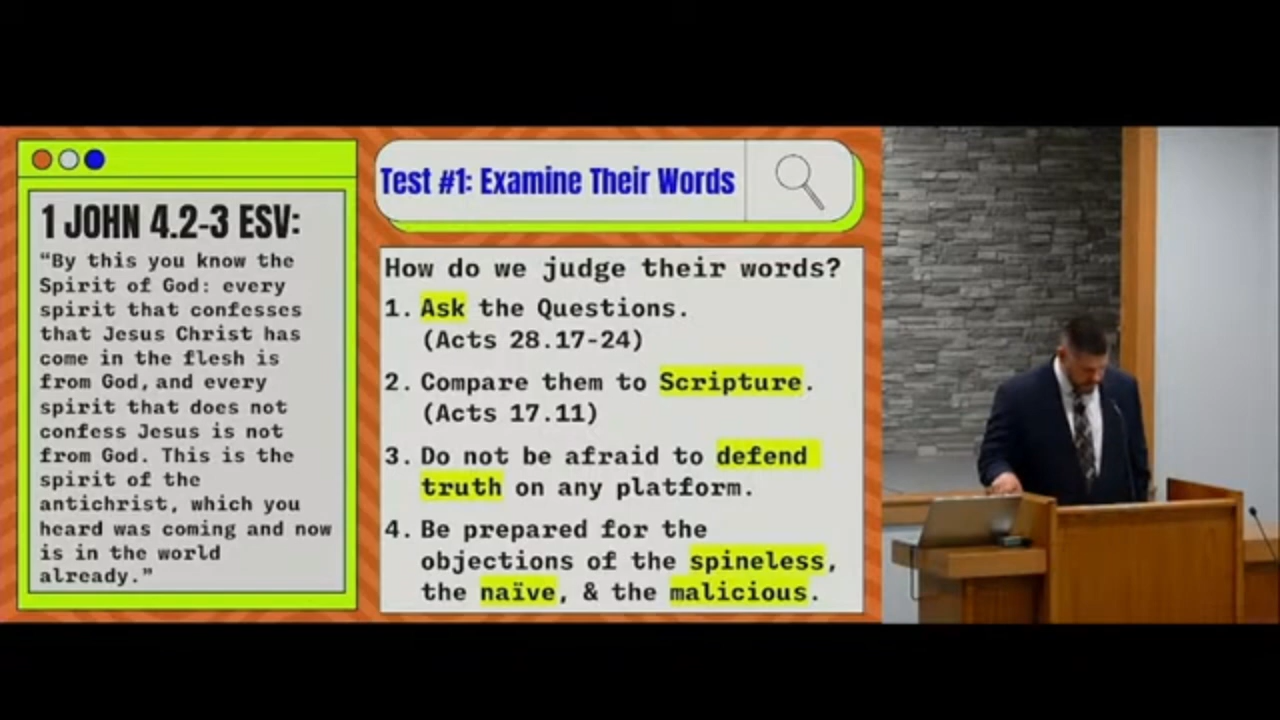 1 JOHN 4.2-3 ESV:
“By this you know the
Spirit of God: every
spirit that confesses
that Jesus Christ has
come in the flesh is
from God, and every
spirit that does not
confess Jesus is not
from God. This is the
spirit of the
antichrist, which you
heard was coming and now
is in the world
already.”
Test #1: Examine Their Words
How do we judge their words?
1. Ask the Questions.
(Acts 28.17-24)
2. Compare them to Scripture.
(Acts 17.11)
3. Do not be afraid to defend
truth on any platform.
4. Be prepared for the
objections of the spineless,
the naïve, & the malicious.